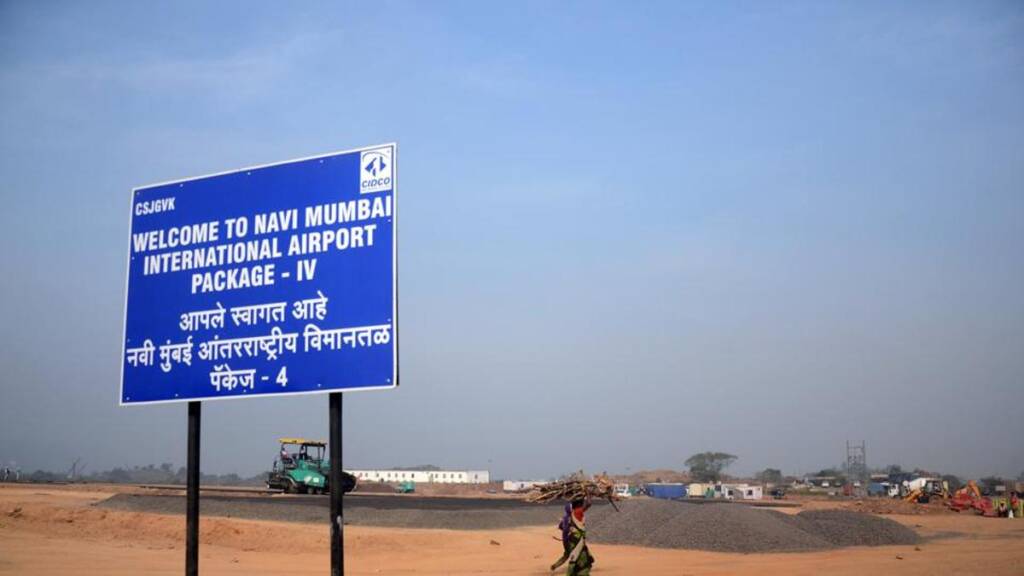 CSJGVK
CIDCO
WELCOME TO NAVI MUMBAI
INTERNATIONAL AIRPORT
PACKAGE - IV
आपले स्वागत आहे
नवी मुंबई आंतरराष्ट्रीय विमानतळ
पॅकेज - 4